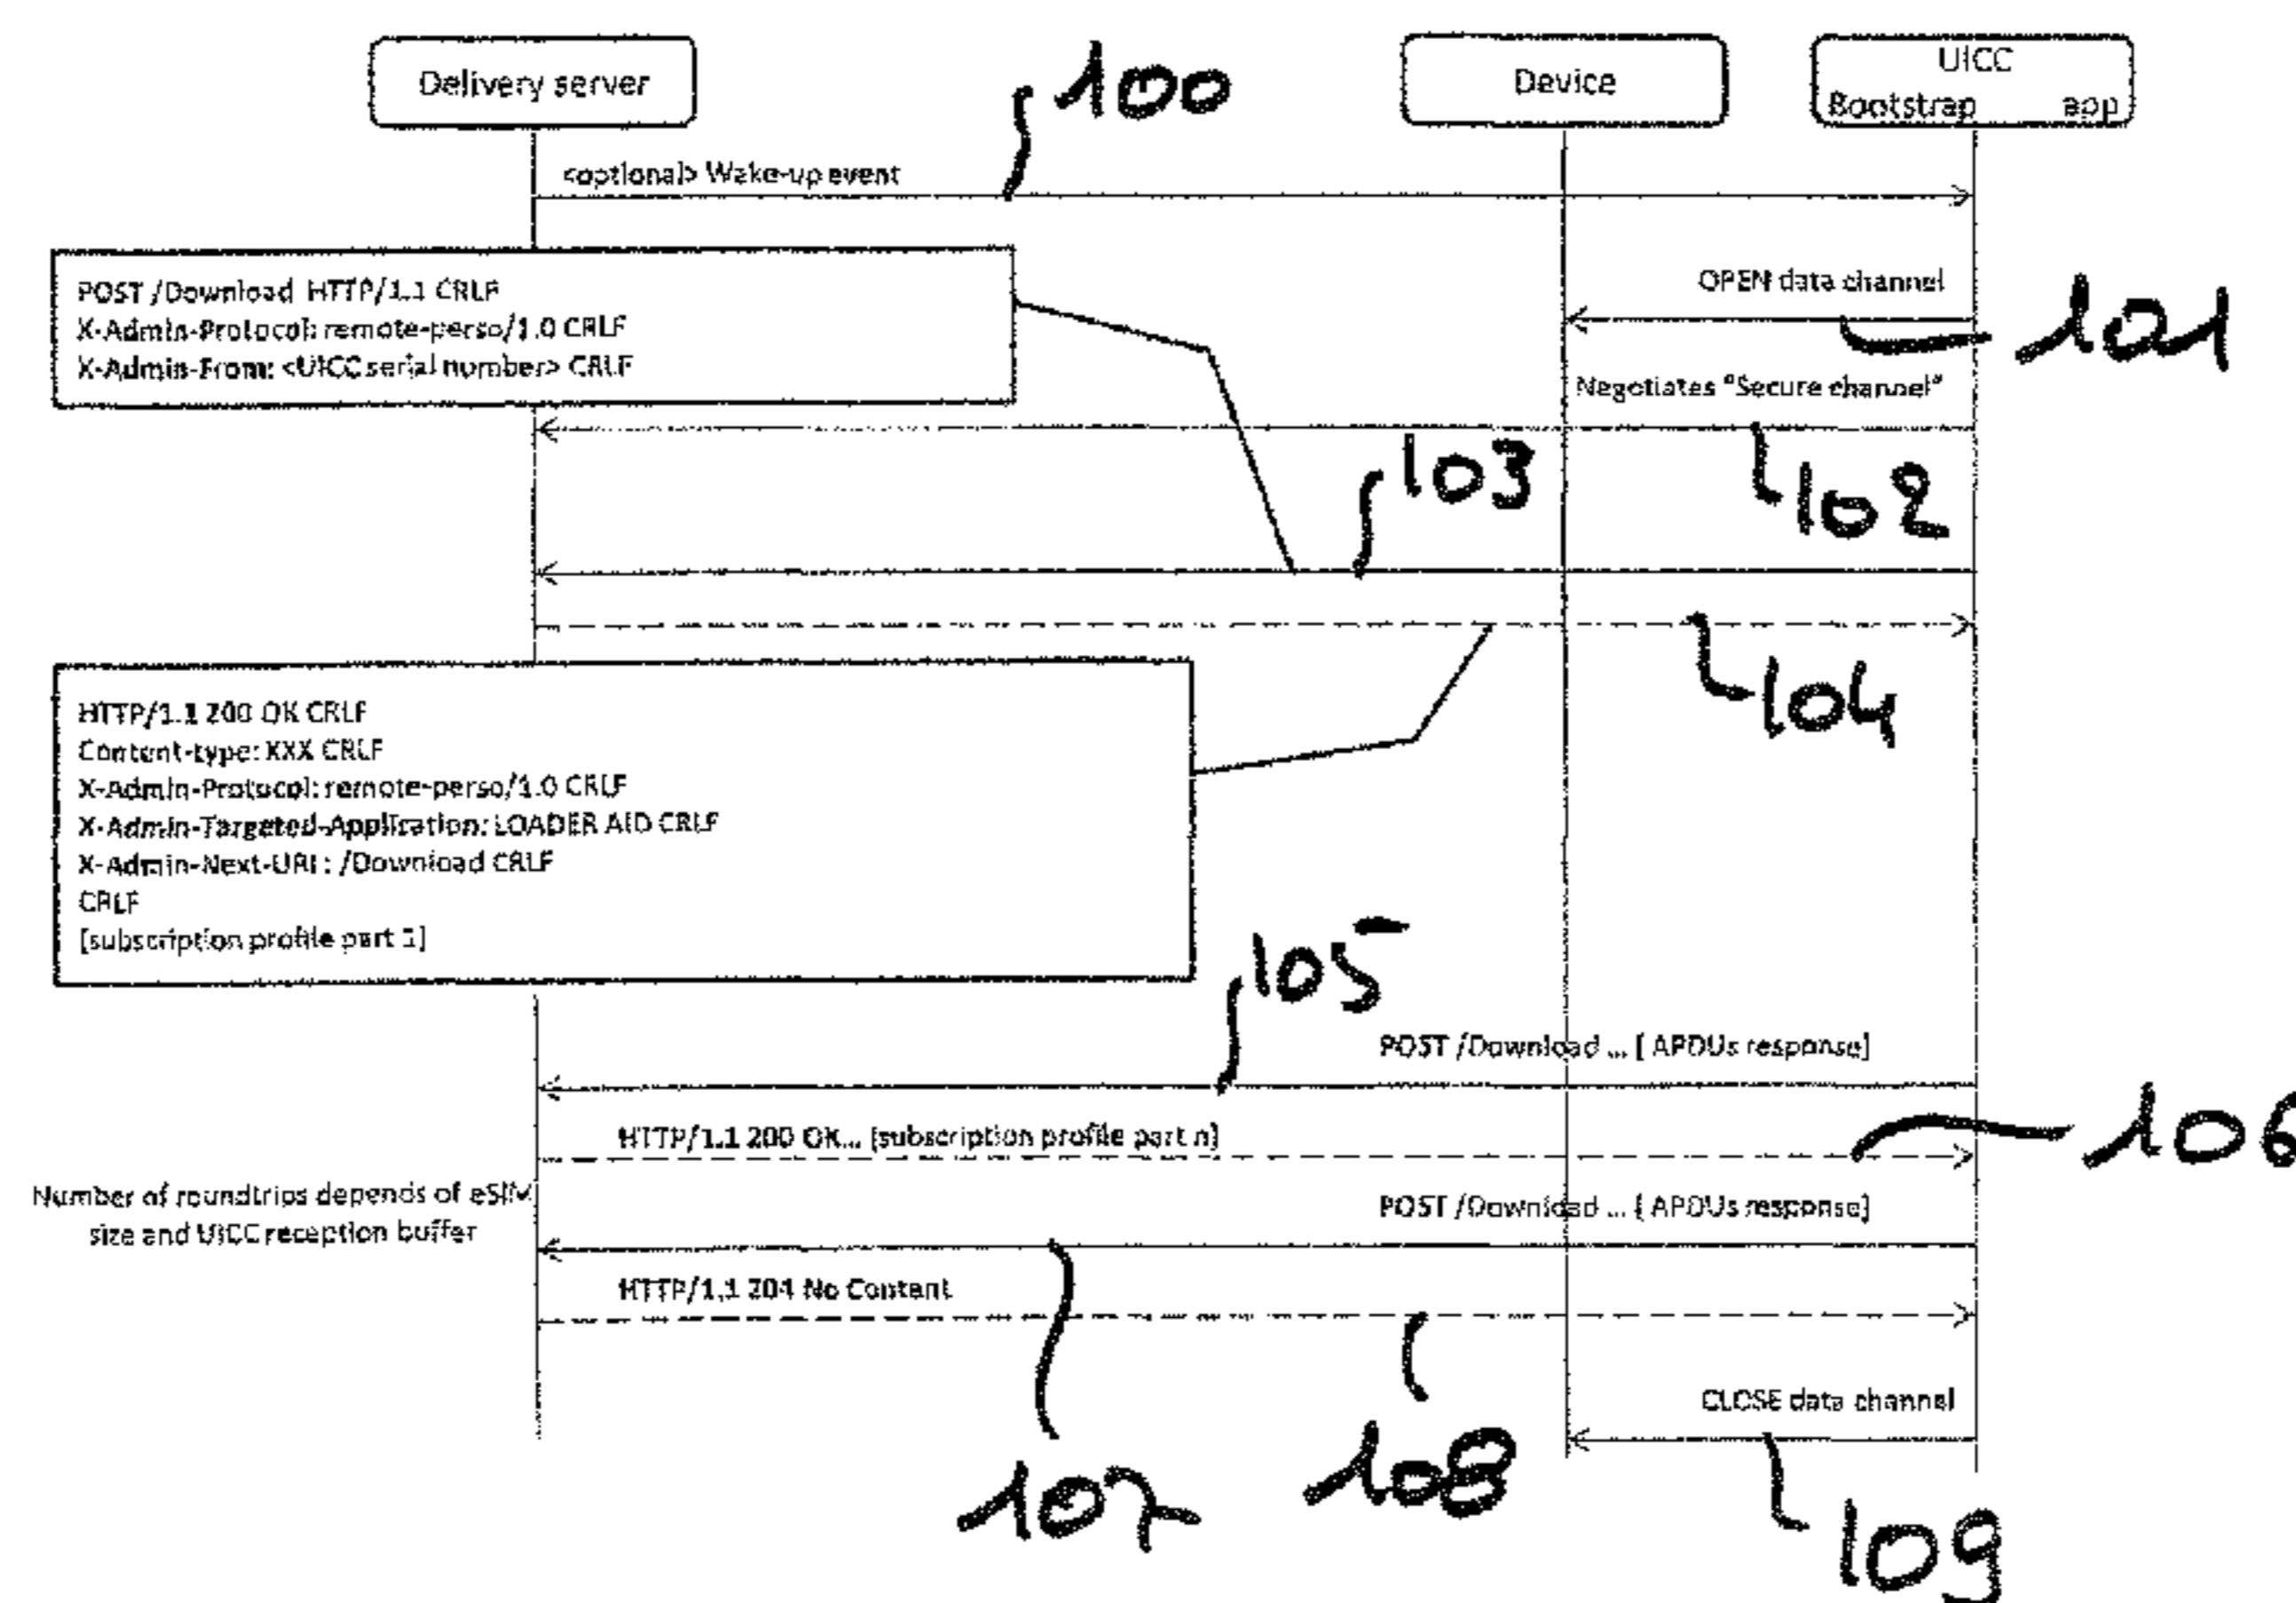 Delivery server
100
Device
UICC
Bootstrap app
<optional> Wake-up event
POST /Download HTTP/1.1 CRLF
X-Admin-Protocol: remote-perso/1.0 CRLF
X-Admin-From: <UICC serial number> CRLF
OPEN data channel
101
Negotiates "Secure channel"
103
102
104
HTTP/1.1 200 OK CRLF
Content-type: XXX CRLF
X-Admin-Protocol: remote-perso/1.0 CRLF
X-Admin-Targeted-Application: LOADER AID CRLF
X-Admin-Next-URI : /Download CRLF
CRLF
[subscription profile part 1]
105
POST /Download ... [ APDUs response]
HTTP/1.1 200 OK... [subscription profile part n]
106
Number of roundtrips depends of eSIM
size and UICC reception buffer
POST /Download ... [ APDUs response]
HTTP/1.1 204 No Content
CLOSE data channel
107
108
109